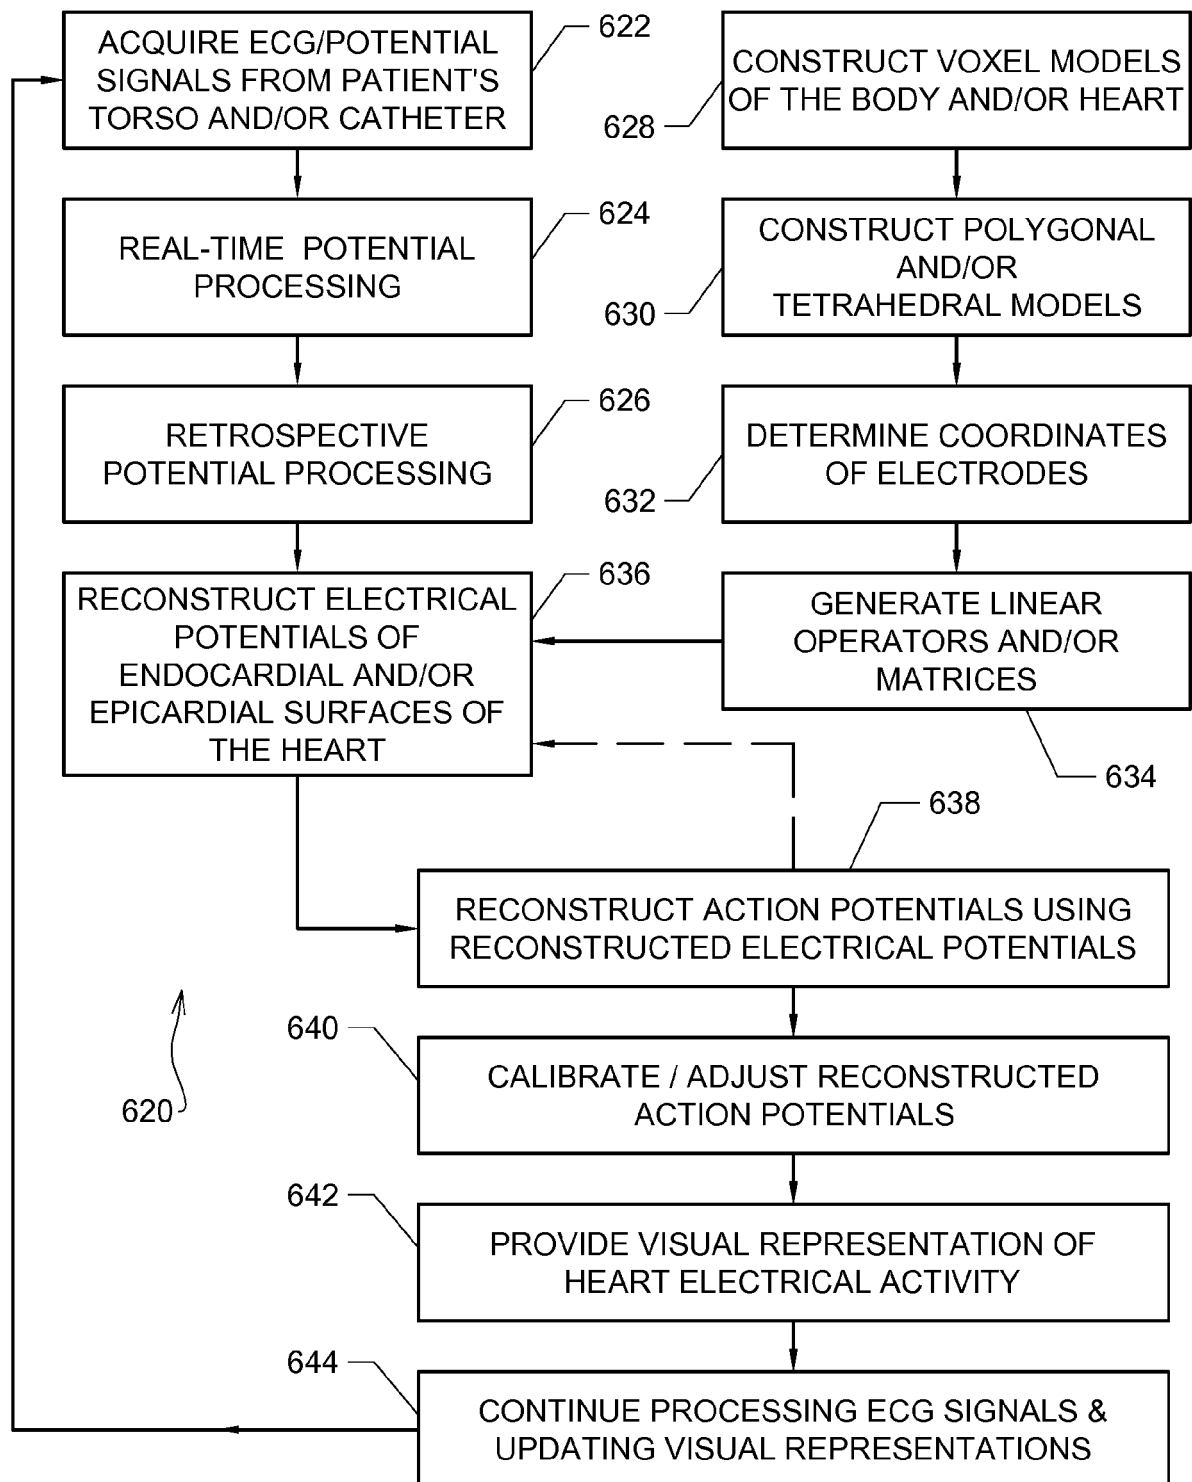 ACQUIRE ECG/POTENTIAL
SIGNALS FROM PATIENT'S
TORSO AND/OR CATHETER
622
REAL-TIME POTENTIAL
PROCESSING
624
RETROSPECTIVE
POTENTIAL PROCESSING
626
CONSTRUCT VOXEL MODELS
OF THE BODY AND/OR HEART
628
CONSTRUCT POLYGONAL
AND/OR
TETRAHEDRAL MODELS
630
DETERMINE COORDINATES
OF ELECTRODES
632
GENERATE LINEAR
OPERATORS AND/OR
MATRICES
634
RECONSTRUCT ELECTRICAL
POTENTIALS OF
ENDOCARDIAL AND/OR
EPICARDIAL SURFACES OF
THE HEART
636
RECONSTRUCT ACTION POTENTIALS USING
RECONSTRUCTED ELECTRICAL POTENTIALS
638
CALIBRATE / ADJUST RECONSTRUCTED
ACTION POTENTIALS
640
620
PROVIDE VISUAL REPRESENTATION OF
HEART ELECTRICAL ACTIVITY
642
CONTINUE PROCESSING ECG SIGNALS &
UPDATING VISUAL REPRESENTATIONS
644